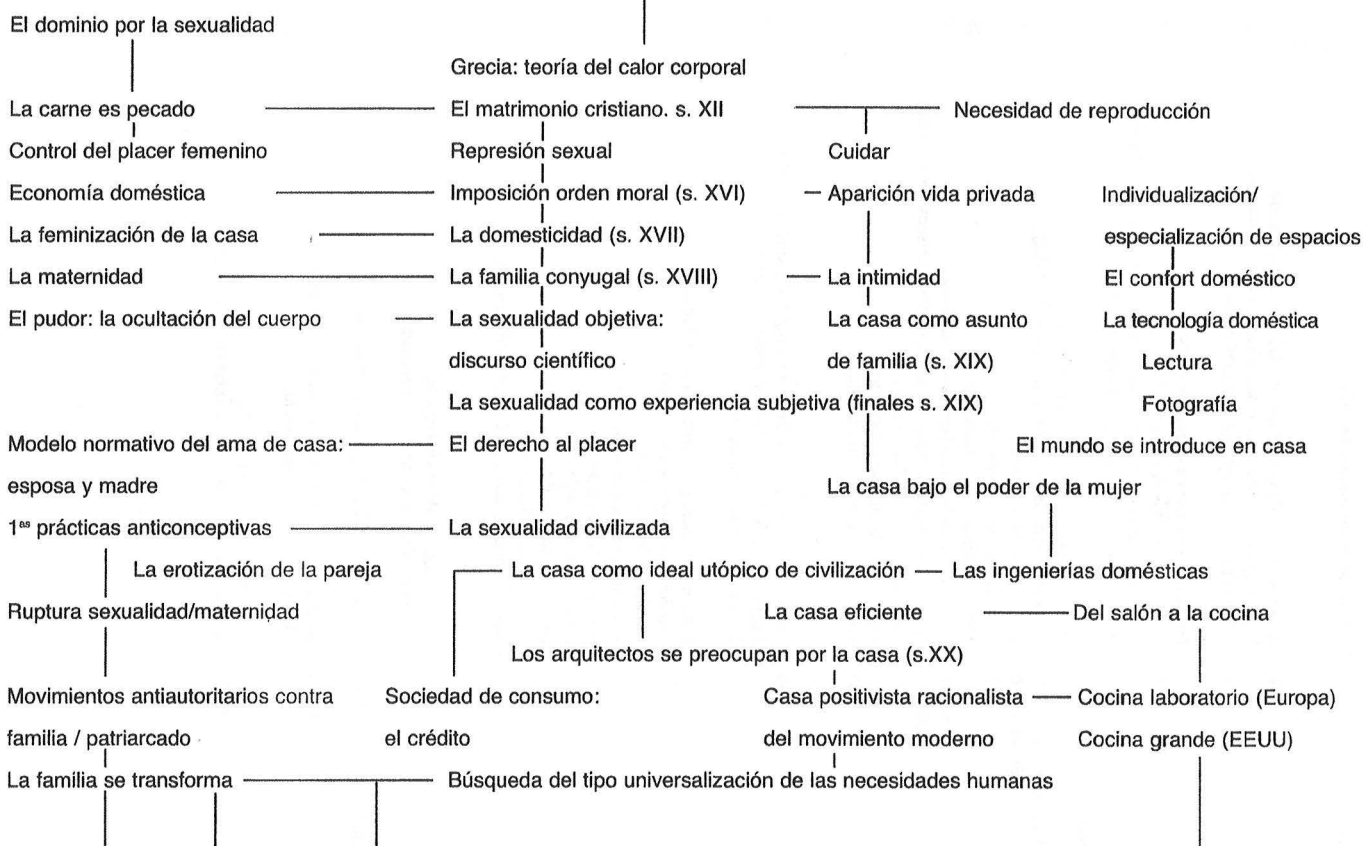 El dominio por la sexualidad
Grecia: teoría del calor corporal
La carne es pecado
El matrimonio cristiano. s. XII
Necesidad de reproducción
Control del placer femenino
Represión sexual
Cuidar
Economía doméstica
Imposición orden moral (s. XVI)
Aparición vida privada
Individualización/
La feminización de la casa
La domesticidad (s. XVII)
especialización de espacios
La maternidad
La familia conyugal (s. XVIII)
La intimidad
El confort doméstico
El pudor: la ocultación del cuerpo
La sexualidad objetiva:
La casa como asunto
La tecnología doméstica
discurso científico
de familia (s. XIX)
Lectura
La sexualidad como experiencia subjetiva (finales s. XIX)
Fotografía
Modelo normativo del ama de casa:
El derecho al placer
El mundo se introduce en casa
esposa y madre
La casa bajo el poder de la mujer
1as prácticas anticonceptivas
La sexualidad civilizada
La erotización de la pareja
La casa como ideal utópico de civilización
Las ingenierías domésticas
Ruptura sexualidad/maternidad
La casa eficiente
Del salón a la cocina
Los arquitectos se preocupan por la casa (s.XX)
Movimientos antiautoritarios contra
Sociedad de consumo:
Casa positivista racionalista
Cocina laboratorio (Europa)
familia / patriarcado
el crédito
del movimiento moderno
Cocina grande (EEUU)
La família se transforma
Búsqueda del tipo universalización de las necesidades humanas